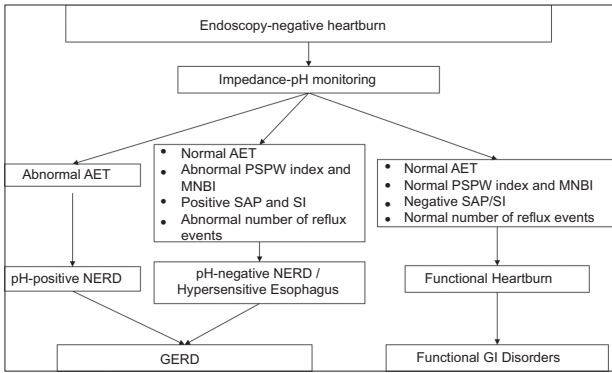 Endoscopy-negative heartburn
Impedance-pH monitoring
Abnormal AET
• Normal AET
• Abnormal PSPW index and
MNBI
• Positive SAP and SI
• Abnormal number of reflux
events
• Normal AET
• Normal PSPW index and MNBI
• Negative SAP/SI
• Normal number of reflux events
pH-positive NERD
pH-negative NERD /
Hypersensitive Esophagus
Functional Heartburn
GERD
Functional GI Disorders